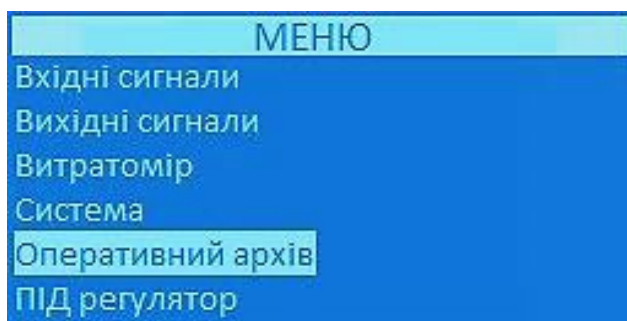 МЕНЮ
Вхідні сигнали
Вихідні сигнали
Витратомір
Система
Оперативний архів
ПІД регулятор